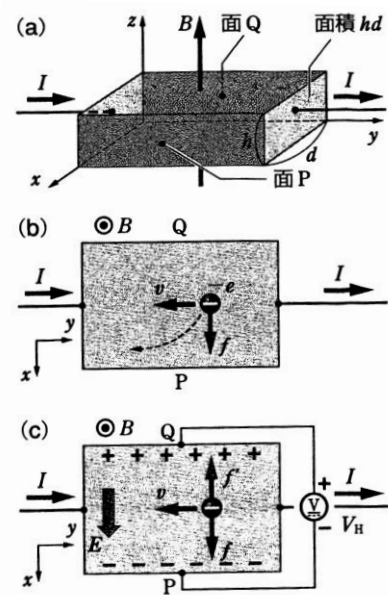 (a)
z
B
面Q
面積 hd
I
I
h
d
y
x
面P
(b)
B
Q
v
−e
I
I
y
f
x
P
(c)
B
Q
+ + + + + +
I
f'
+
I
y
v
V
E
−
V_H
f
x
− − − − − −
P